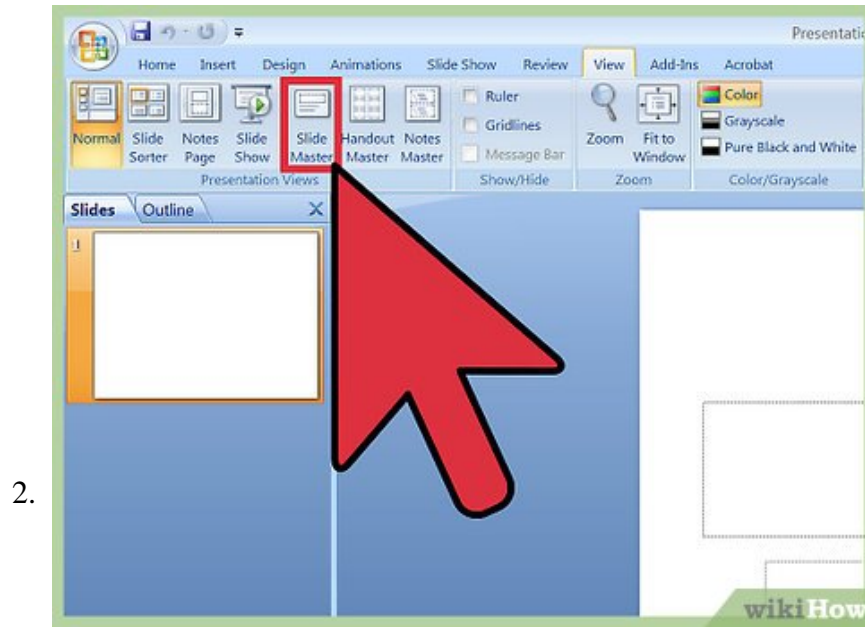 Presentatio
Home Insert Design Animations Slide Show Review View Add-Ins Acrobat
Normal Slide Sorter Notes Page Slide Show Slide Master Handout Master Notes Master
Ruler
Gridlines
Message Bar
Zoom Fit to Window
Color
Grayscale
Pure Black and White
Presentation Views Show/Hide Zoom Color/Grayscale
Slides Outline
1
2.
wikiHow